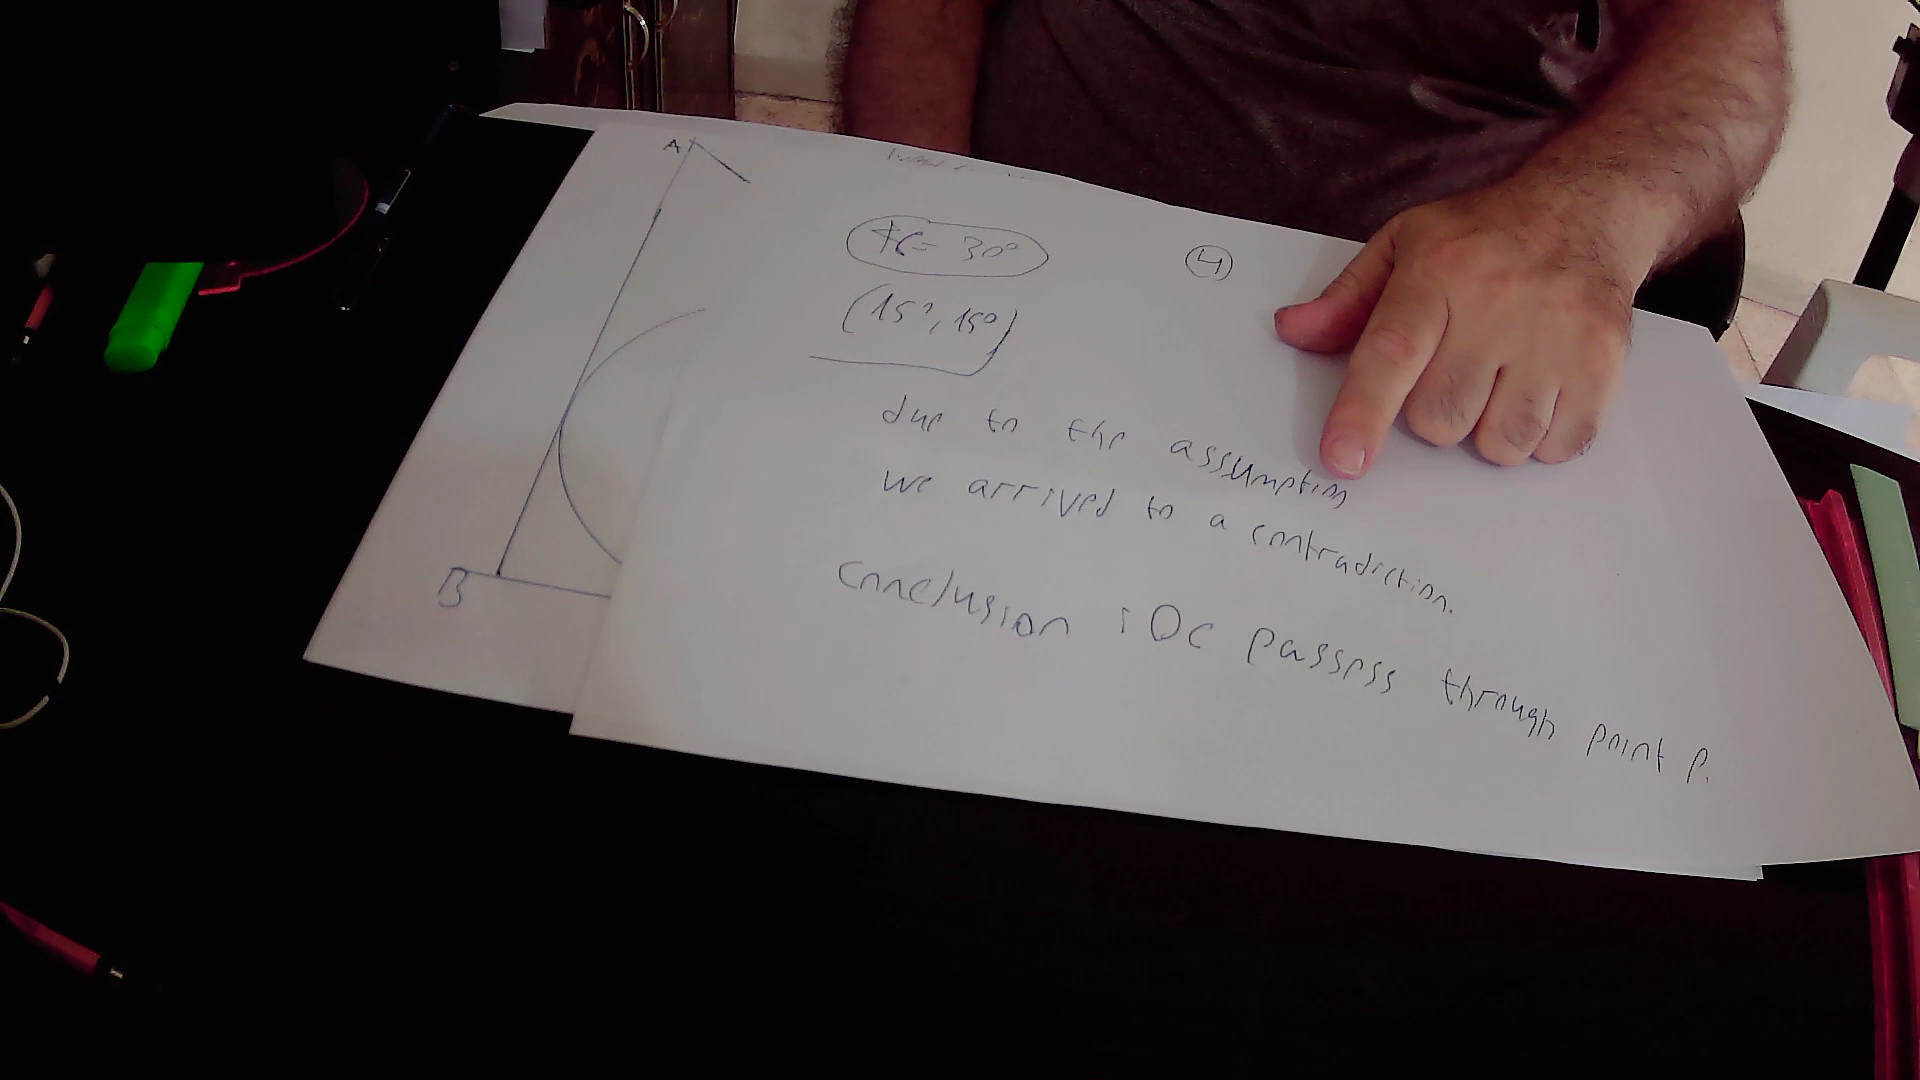 A
∢C = 30°
4
(15°, 15°)
due to the assumption
we arrived to a contradiction.
B
Conclusion : OC passess through point P.